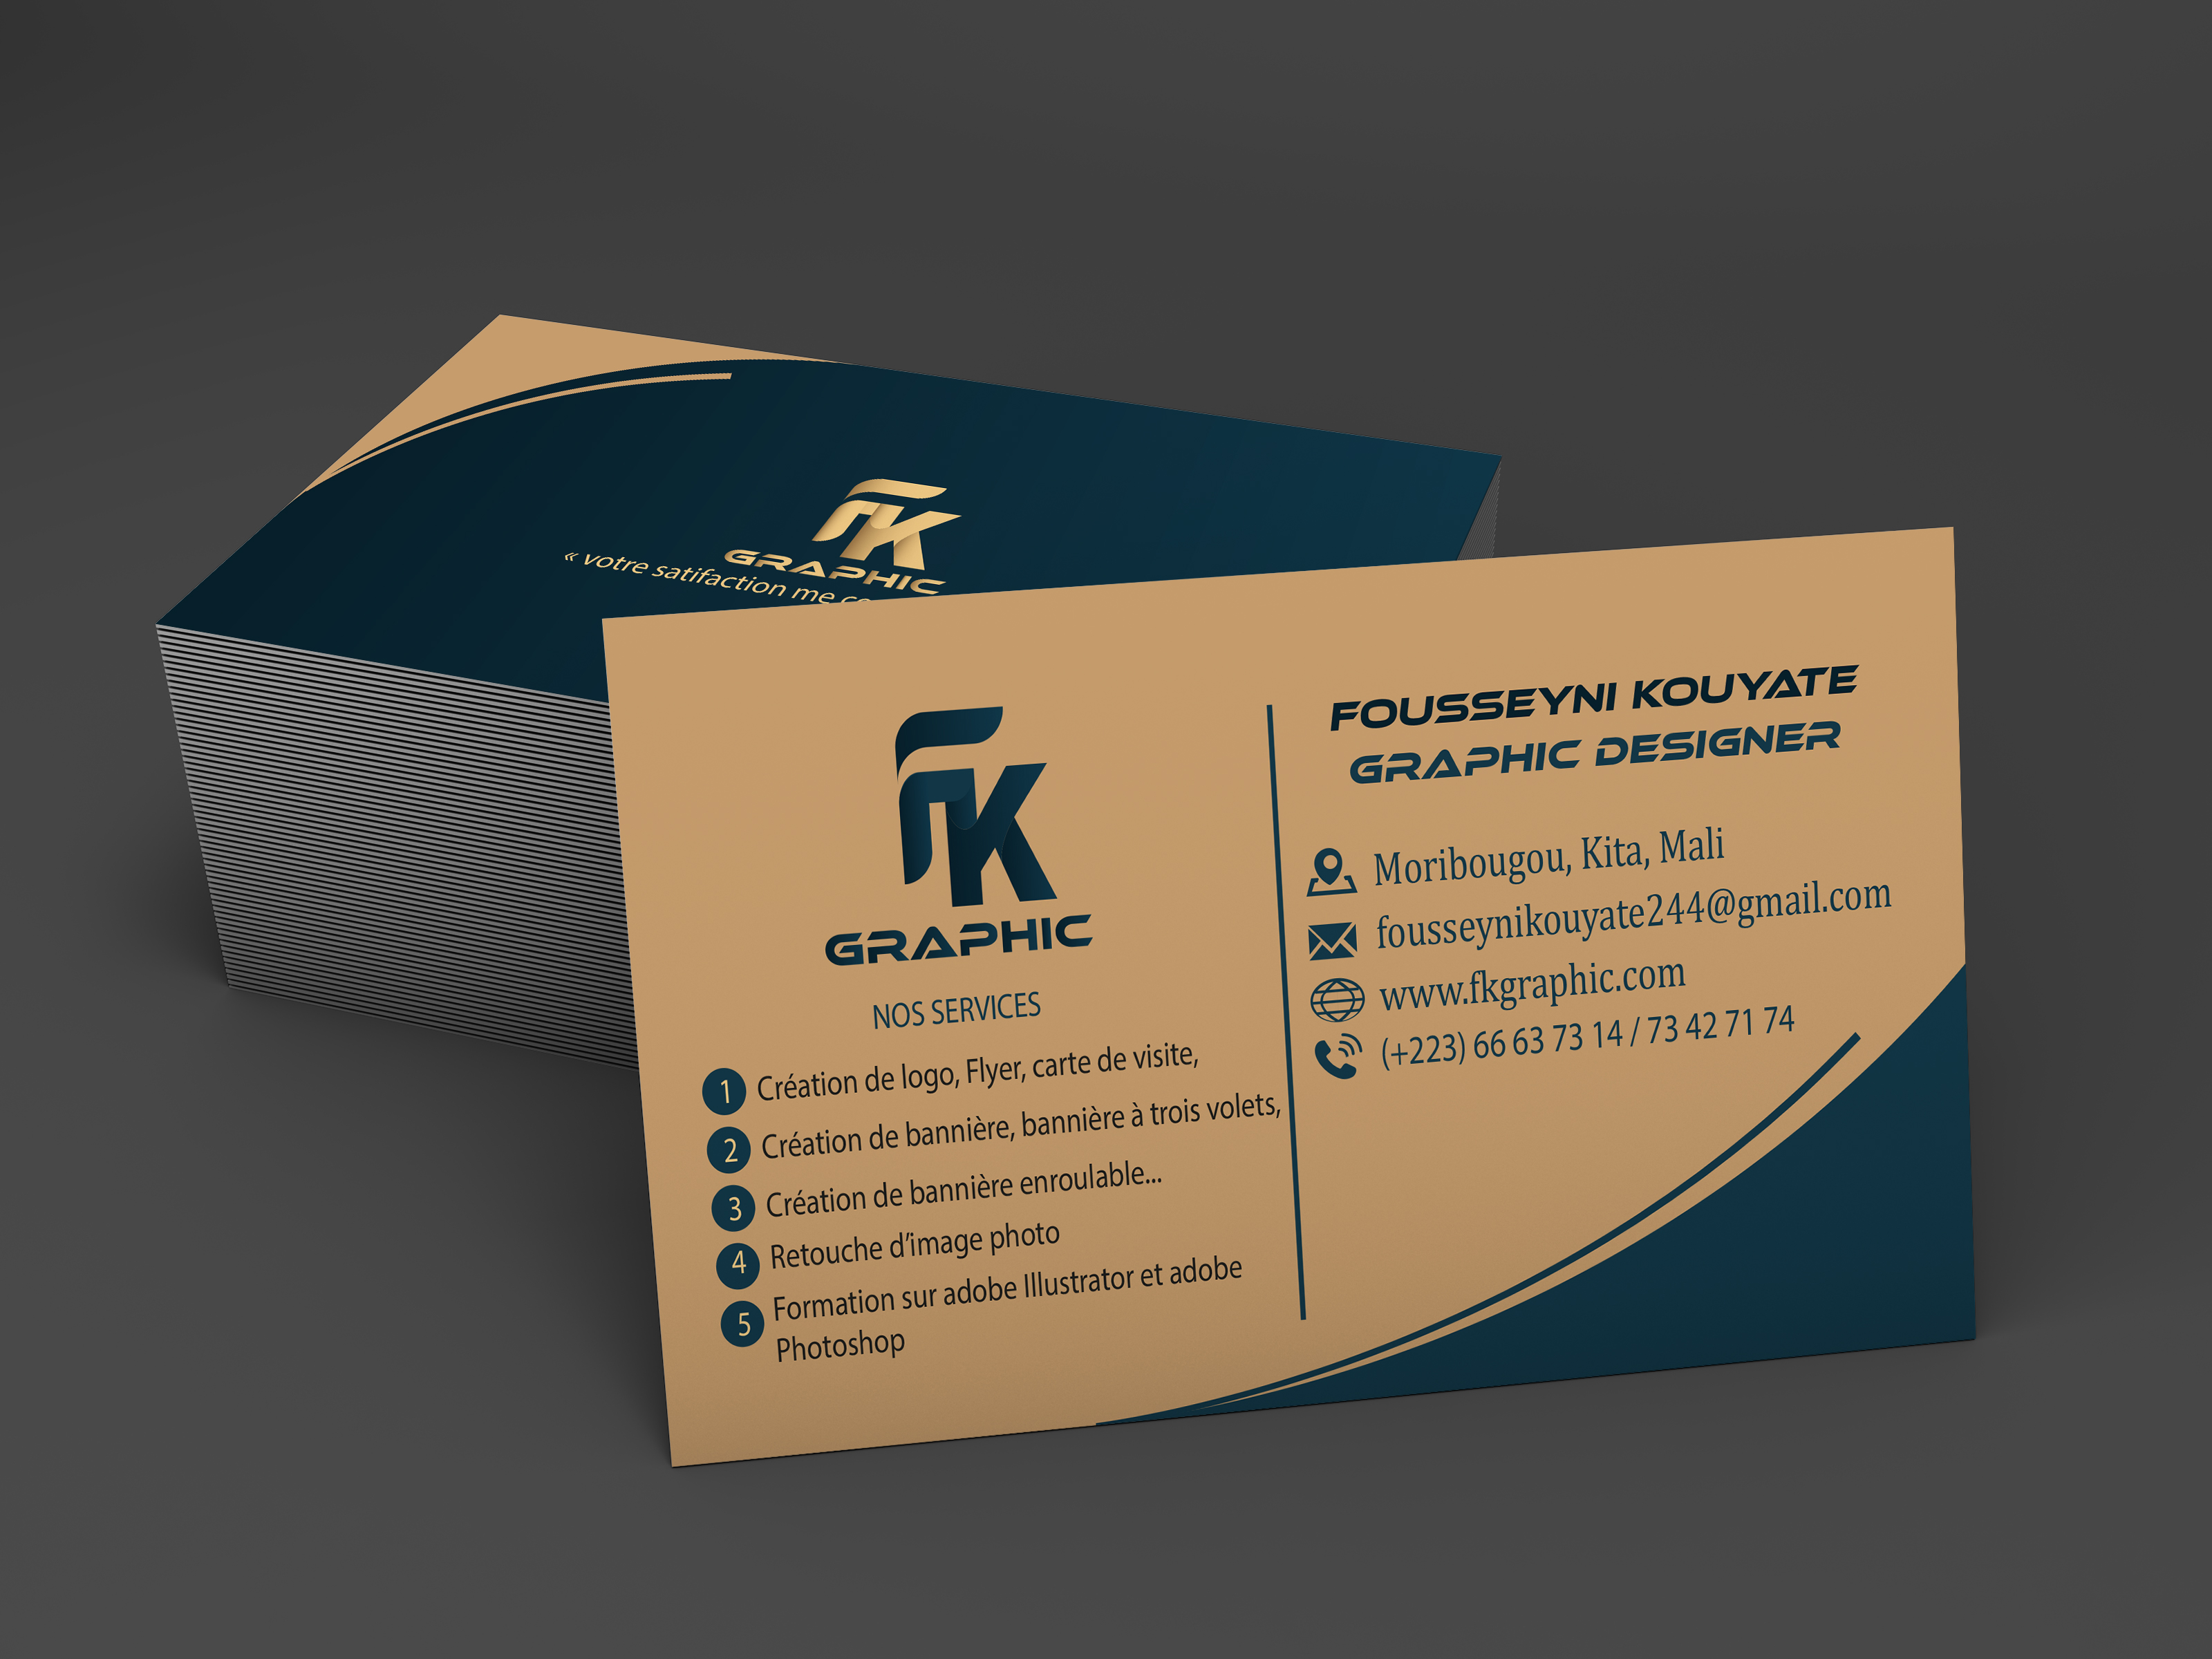 FK
GRAPHIC
« votre satifaction me
FK
GRAPHIC
NOS SERVICES
1 Création de logo, Flyer, carte de visite,
2 Création de bannière, bannière à trois volets,
3 Création de bannière enroulable...
4 Retouche d'image photo
5 Formation sur adobe Illustrator et adobe
Photoshop
FOUSSEYNI KOUYATE
GRAPHIC DESIGNER
Moribougou, Kita, Mali
fousseynikouyate244@gmail.com
www.fkgraphic.com
(+223) 66 63 73 14 / 73 42 71 74